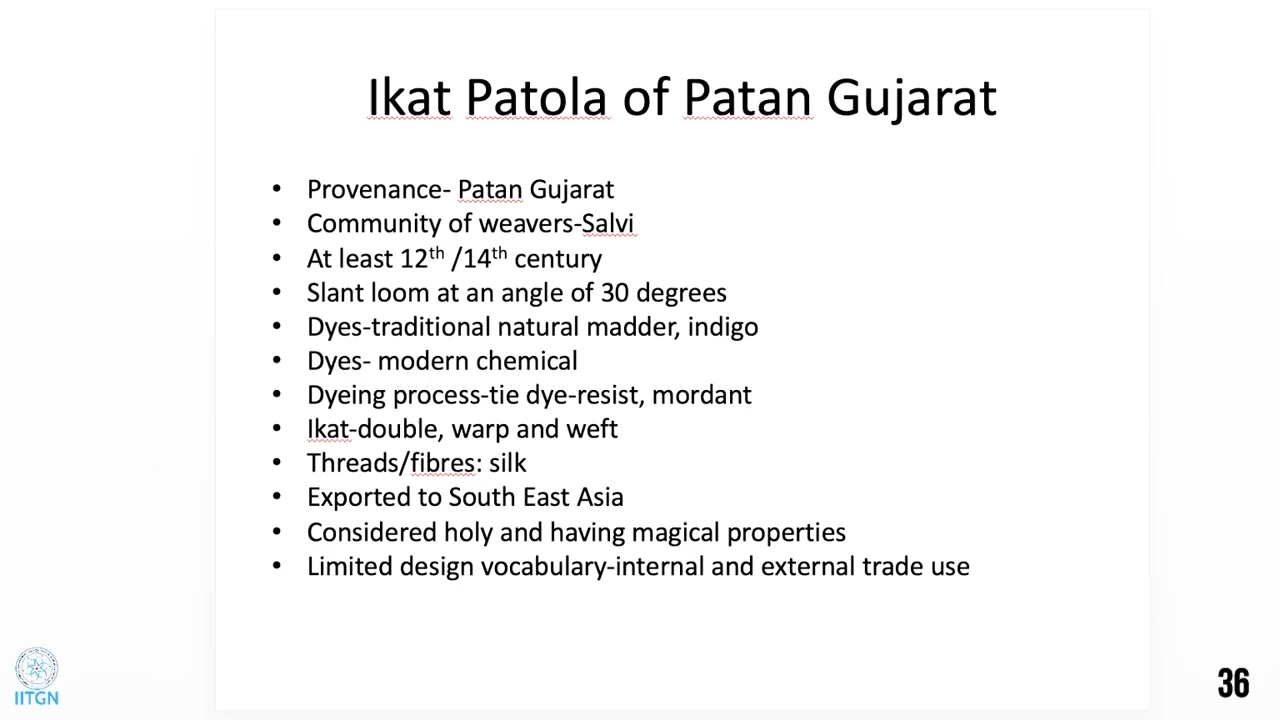 Ikat Patola of Patan Gujarat
• Provenance- Patan Gujarat
• Community of weavers-Salvi
• At least 12th /14th century
• Slant loom at an angle of 30 degrees
• Dyes-traditional natural madder, indigo
• Dyes- modern chemical
• Dyeing process-tie dye-resist, mordant
• Ikat-double, warp and weft
• Threads/fibres: silk
• Exported to South East Asia
• Considered holy and having magical properties
• Limited design vocabulary-internal and external trade use
IITGN
36